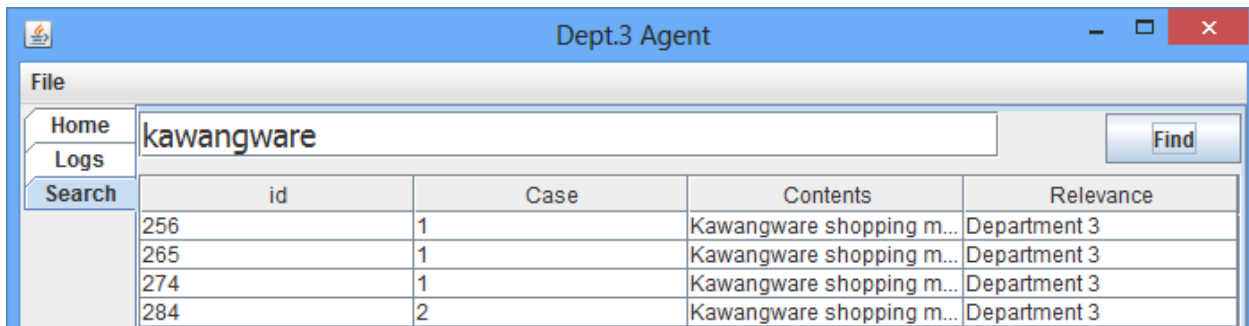 Dept.3 Agent
File
Home
kawangware
Find
Logs
Search
id Case Contents Relevance
256 1 Kawangware shopping m... Department 3
265 1 Kawangware shopping m... Department 3
274 1 Kawangware shopping m... Department 3
284 2 Kawangware shopping m... Department 3